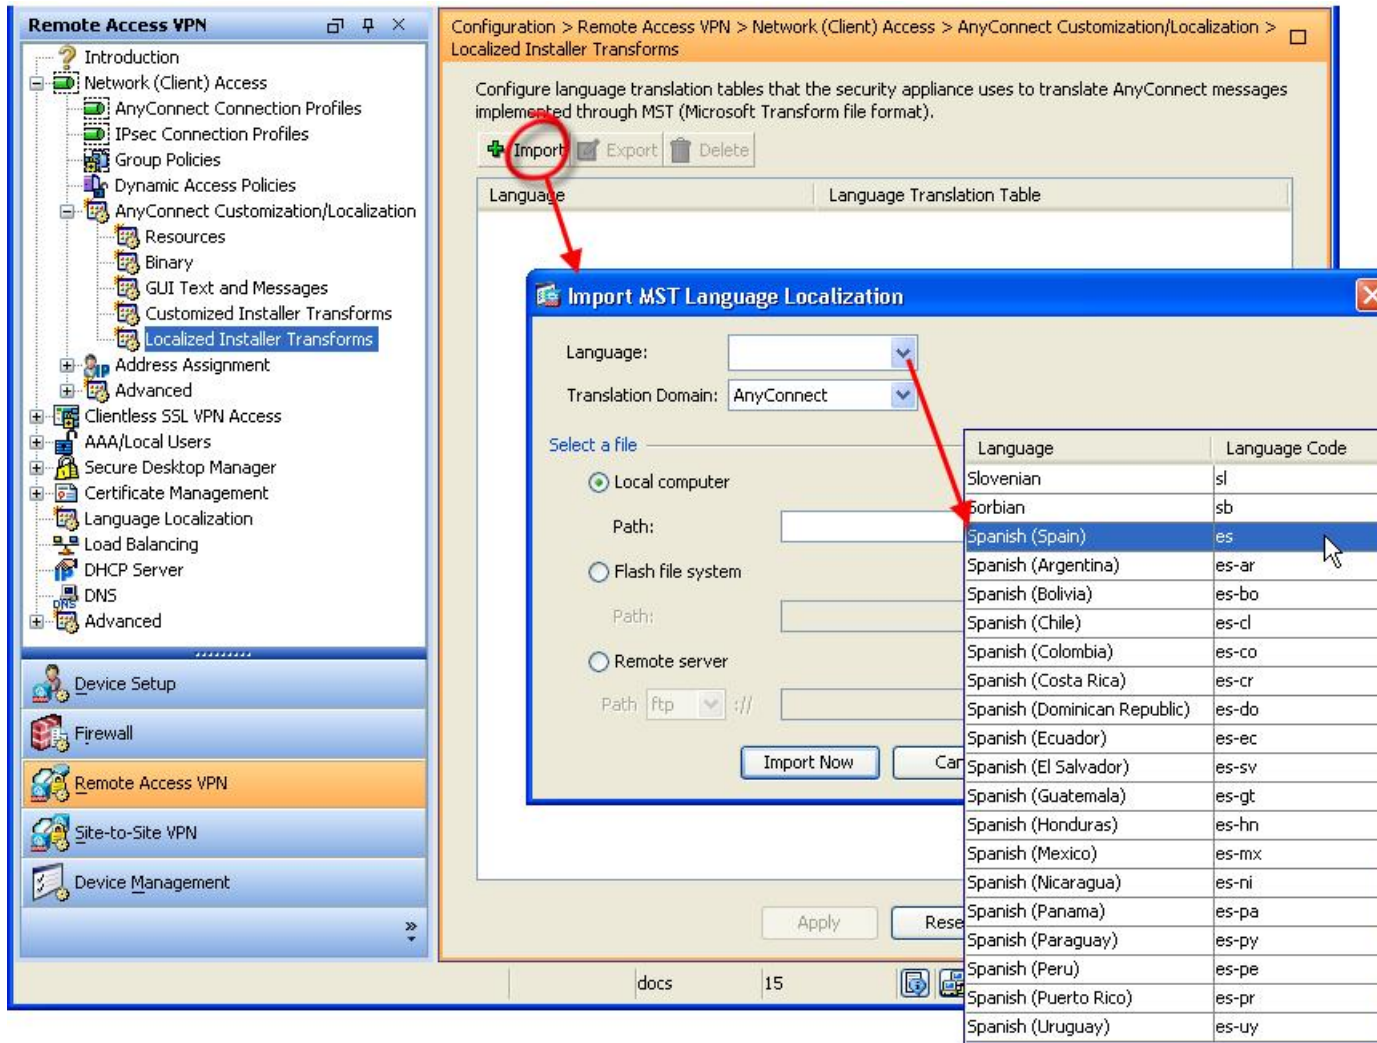 Remote Access VPN
Introduction
Network (Client) Access
AnyConnect Connection Profiles
IPsec Connection Profiles
Group Policies
Dynamic Access Policies
AnyConnect Customization/Localization
Resources
Binary
GUI Text and Messages
Customized Installer Transforms
Localized Installer Transforms
Address Assignment
Advanced
Clientless SSL VPN Access
AAA/Local Users
Secure Desktop Manager
Certificate Management
Language Localization
Load Balancing
DHCP Server
DNS
Advanced
Device Setup
Firewall
Remote Access VPN
Site-to-Site VPN
Device Management
Configuration > Remote Access VPN > Network (Client) Access > AnyConnect Customization/Localization >
Localized Installer Transforms
Configure language translation tables that the security appliance uses to translate AnyConnect messages
implemented through MST (Microsoft Transform file format).
Import Export Delete
Language Language Translation Table
Import MST Language Localization
Language:
Translation Domain: AnyConnect
Select a file
Local computer
Path:
Flash file system
Path:
Remote server
Path ftp ://
Import Now Can
Apply Rese
docs 15
Language Language Code
Slovenian sl
Sorbian sb
Spanish (Spain) es
Spanish (Argentina) es-ar
Spanish (Bolivia) es-bo
Spanish (Chile) es-cl
Spanish (Colombia) es-co
Spanish (Costa Rica) es-cr
Spanish (Dominican Republic) es-do
Spanish (Ecuador) es-ec
Spanish (El Salvador) es-sv
Spanish (Guatemala) es-gt
Spanish (Honduras) es-hn
Spanish (Mexico) es-mx
Spanish (Nicaragua) es-ni
Spanish (Panama) es-pa
Spanish (Paraguay) es-py
Spanish (Peru) es-pe
Spanish (Puerto Rico) es-pr
Spanish (Uruguay) es-uy